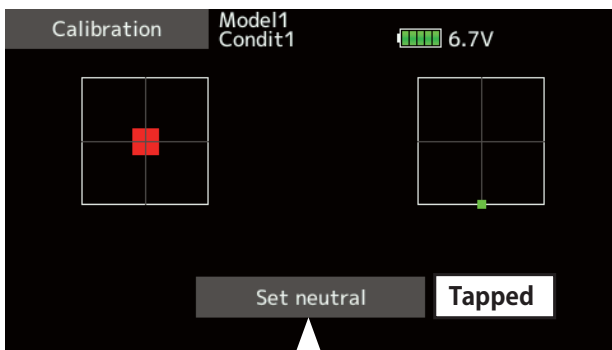 Calibration
Model1
Condit1
6.7V
Set neutral
Tapped